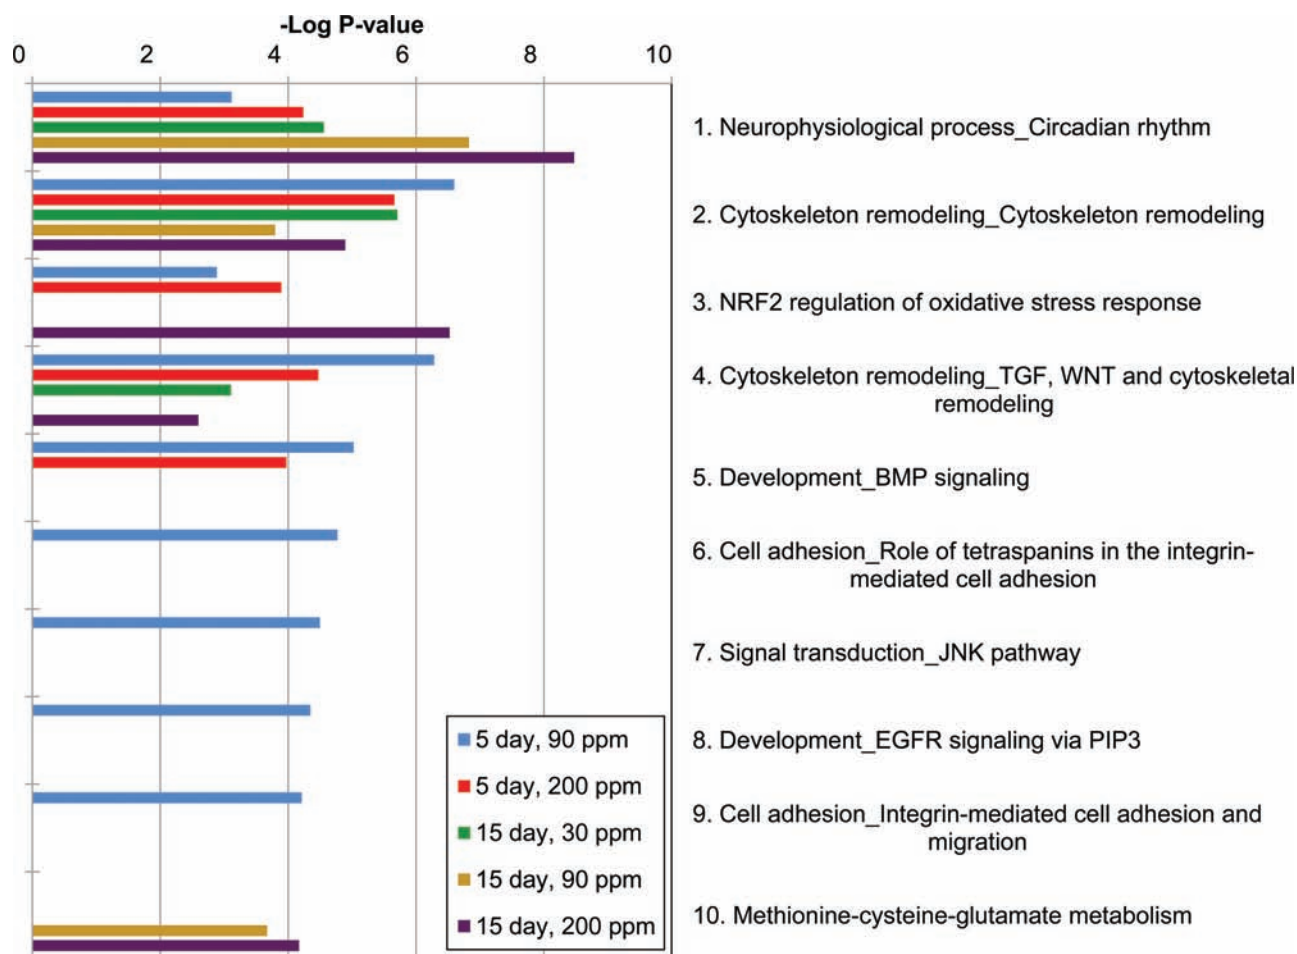 -Log P-value
0 2 4 6 8 10
1. Neurophysiological process_Circadian rhythm
2. Cytoskeleton remodeling_Cytoskeleton remodeling
3. NRF2 regulation of oxidative stress response
4. Cytoskeleton remodeling_TGF, WNT and cytoskeletal
remodeling
5. Development_BMP signaling
6. Cell adhesion_Role of tetraspanins in the integrin-
mediated cell adhesion
7. Signal transduction_JNK pathway
8. Development_EGFR signaling via PIP3
9. Cell adhesion_Integrin-mediated cell adhesion and
migration
10. Methionine-cysteine-glutamate metabolism
5 day, 90 ppm
5 day, 200 ppm
15 day, 30 ppm
15 day, 90 ppm
15 day, 200 ppm